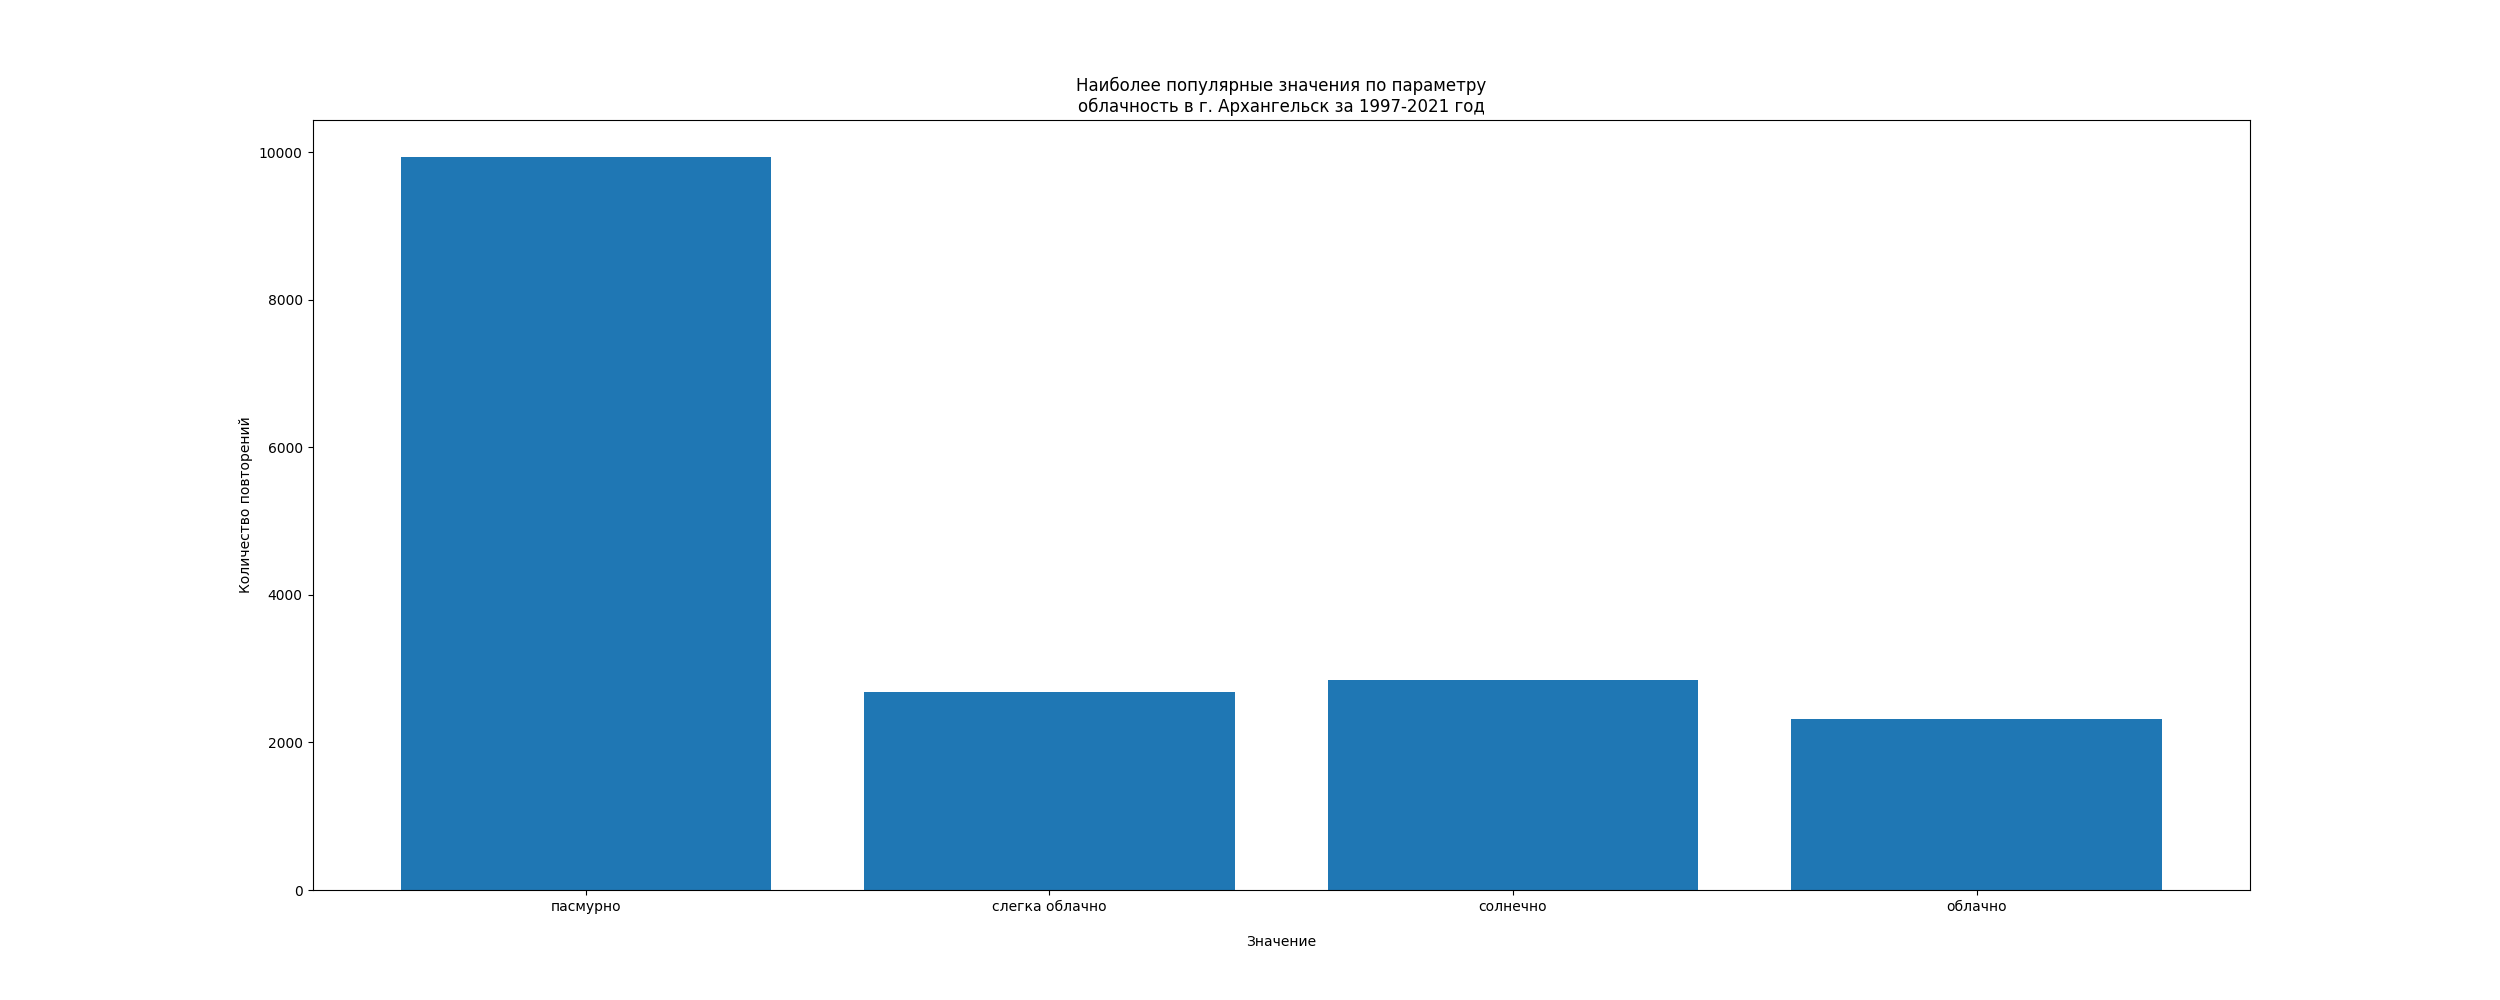 Наиболее популярные значения по параметру
облачность в г. Архангельск за 1997-2021 год
Количество повторений
10000
8000
6000
4000
2000
0
пасмурно
слегка облачно
солнечно
облачно
Значение